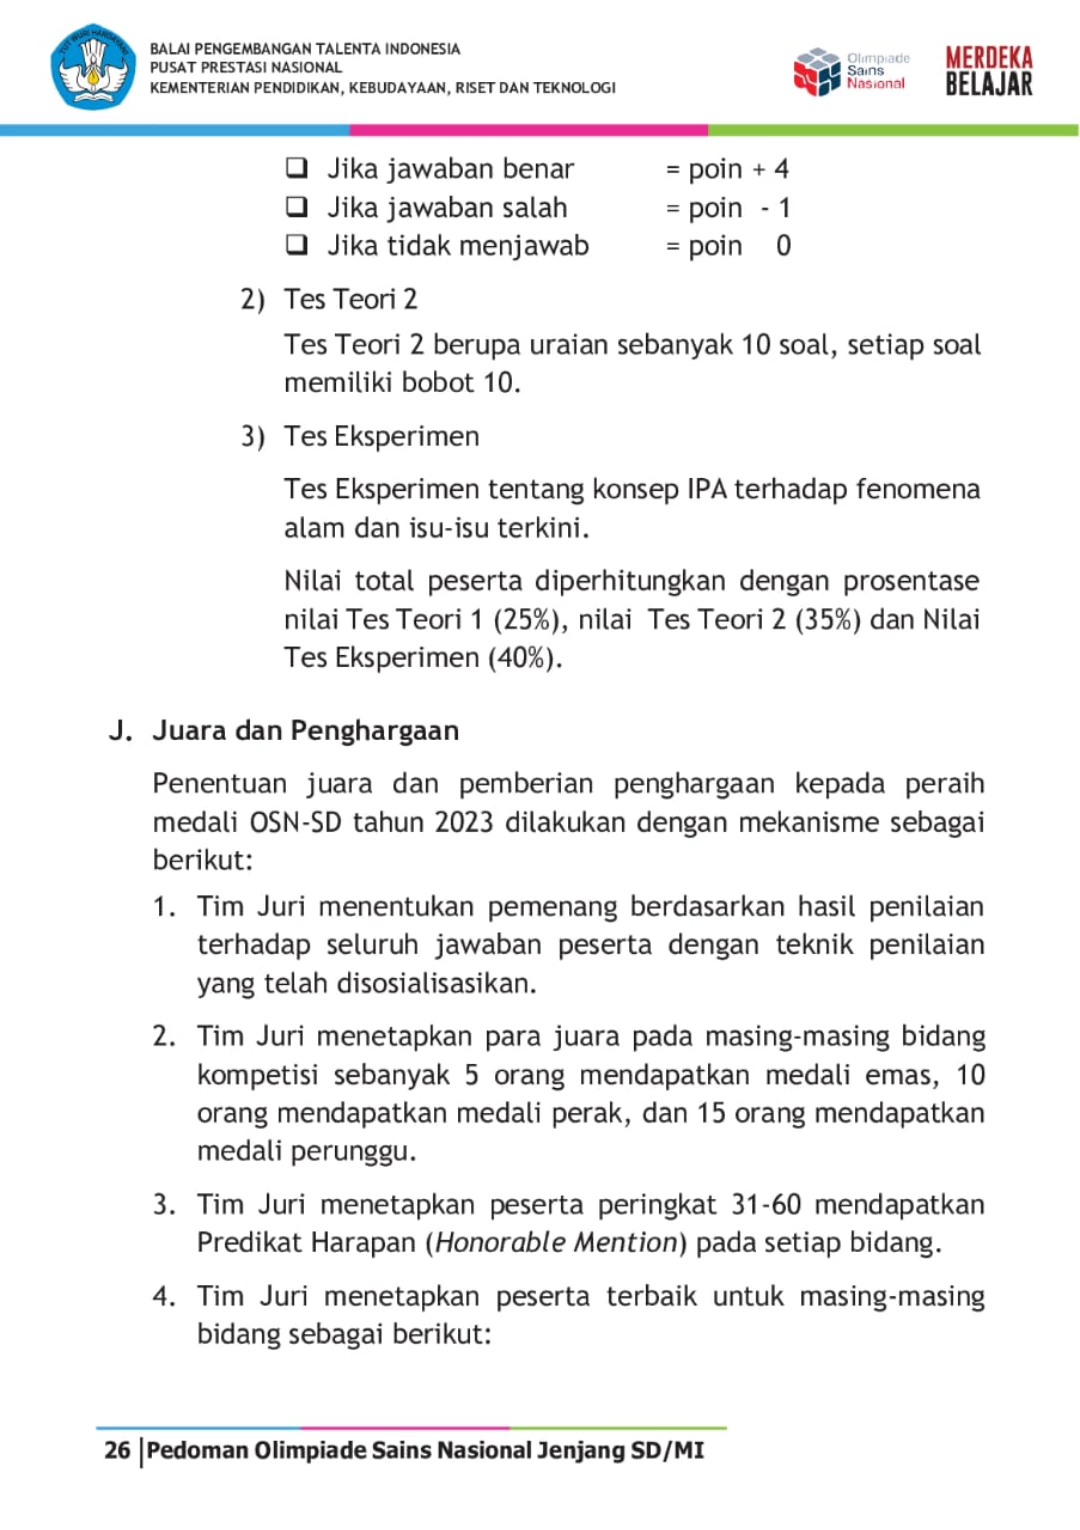 TUT WURI HANDAYANI
BALAI PENGEMBANGAN TALENTA INDONESIA
PUSAT PRESTASI NASIONAL
KEMENTERIAN PENDIDIKAN, KEBUDAYAAN, RISET DAN TEKNOLOGI
Olimpiade
Sains
Nasional
MERDEKA
BELAJAR
❑ Jika jawaban benar = poin + 4
❑ Jika jawaban salah = poin - 1
❑ Jika tidak menjawab = poin 0
2) Tes Teori 2
Tes Teori 2 berupa uraian sebanyak 10 soal, setiap soal
memiliki bobot 10.
3) Tes Eksperimen
Tes Eksperimen tentang konsep IPA terhadap fenomena
alam dan isu-isu terkini.
Nilai total peserta diperhitungkan dengan prosentase
nilai Tes Teori 1 (25%), nilai Tes Teori 2 (35%) dan Nilai
Tes Eksperimen (40%).
J. Juara dan Penghargaan
Penentuan juara dan pemberian penghargaan kepada peraih
medali OSN-SD tahun 2023 dilakukan dengan mekanisme sebagai
berikut:
1. Tim Juri menentukan pemenang berdasarkan hasil penilaian
terhadap seluruh jawaban peserta dengan teknik penilaian
yang telah disosialisasikan.
2. Tim Juri menetapkan para juara pada masing-masing bidang
kompetisi sebanyak 5 orang mendapatkan medali emas, 10
orang mendapatkan medali perak, dan 15 orang mendapatkan
medali perunggu.
3. Tim Juri menetapkan peserta peringkat 31-60 mendapatkan
Predikat Harapan (Honorable Mention) pada setiap bidang.
4. Tim Juri menetapkan peserta terbaik untuk masing-masing
bidang sebagai berikut:
26 |Pedoman Olimpiade Sains Nasional Jenjang SD/MI